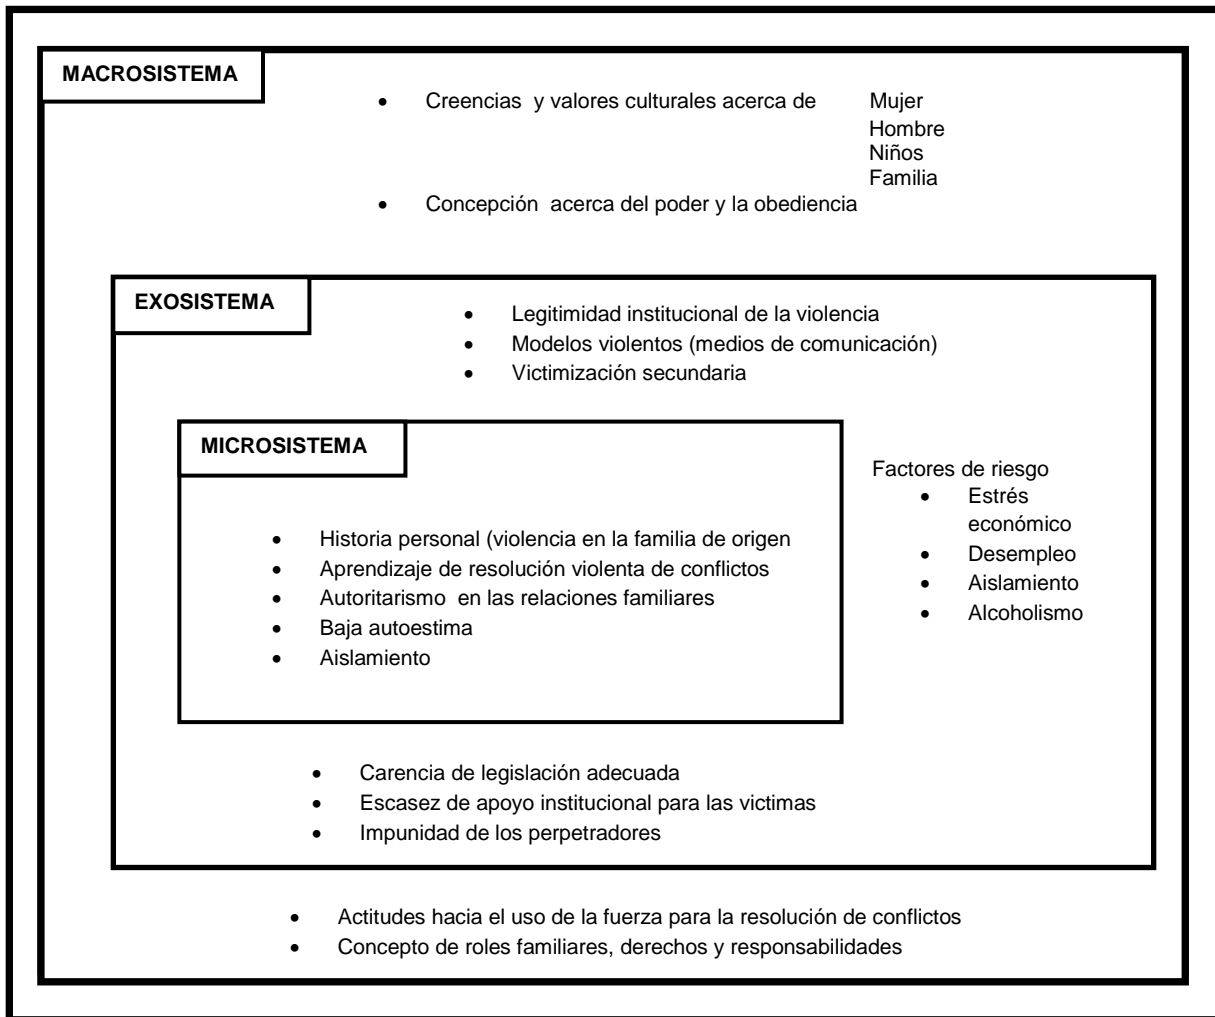 MACROSISTEMA
• Creencias y valores culturales acerca de Mujer
Hombre
Niños
Familia
• Concepción acerca del poder y la obediencia
EXOSISTEMA
• Legitimidad institucional de la violencia
• Modelos violentos (medios de comunicación)
• Victimización secundaria
MICROSISTEMA
• Historia personal (violencia en la familia de origen
• Aprendizaje de resolución violenta de conflictos
• Autoritarismo en las relaciones familiares
• Baja autoestima
• Aislamiento
Factores de riesgo
• Estrés
económico
• Desempleo
• Aislamiento
• Alcoholismo
• Carencia de legislación adecuada
• Escasez de apoyo institucional para las victimas
• Impunidad de los perpetradores
• Actitudes hacia el uso de la fuerza para la resolución de conflictos
• Concepto de roles familiares, derechos y responsabilidades